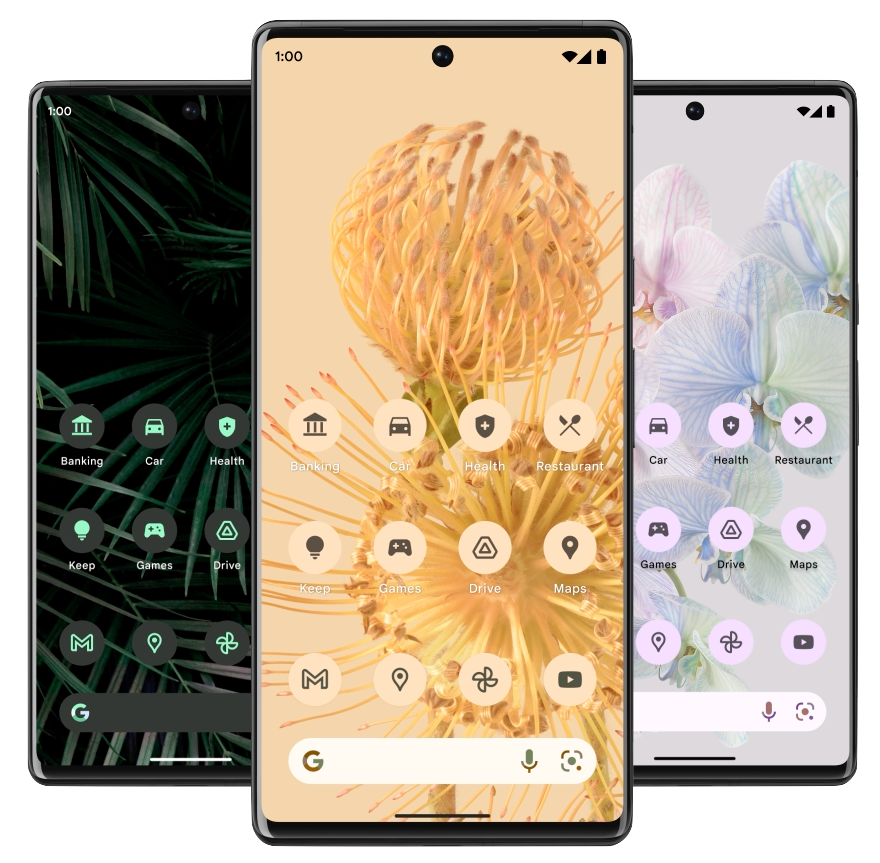 1:00
Banking Car Health
Keep Games Drive
1:00
Banking Car Health Restaurant
Keep Games Drive Maps
G
Car Health Restaurant
Games Drive Maps